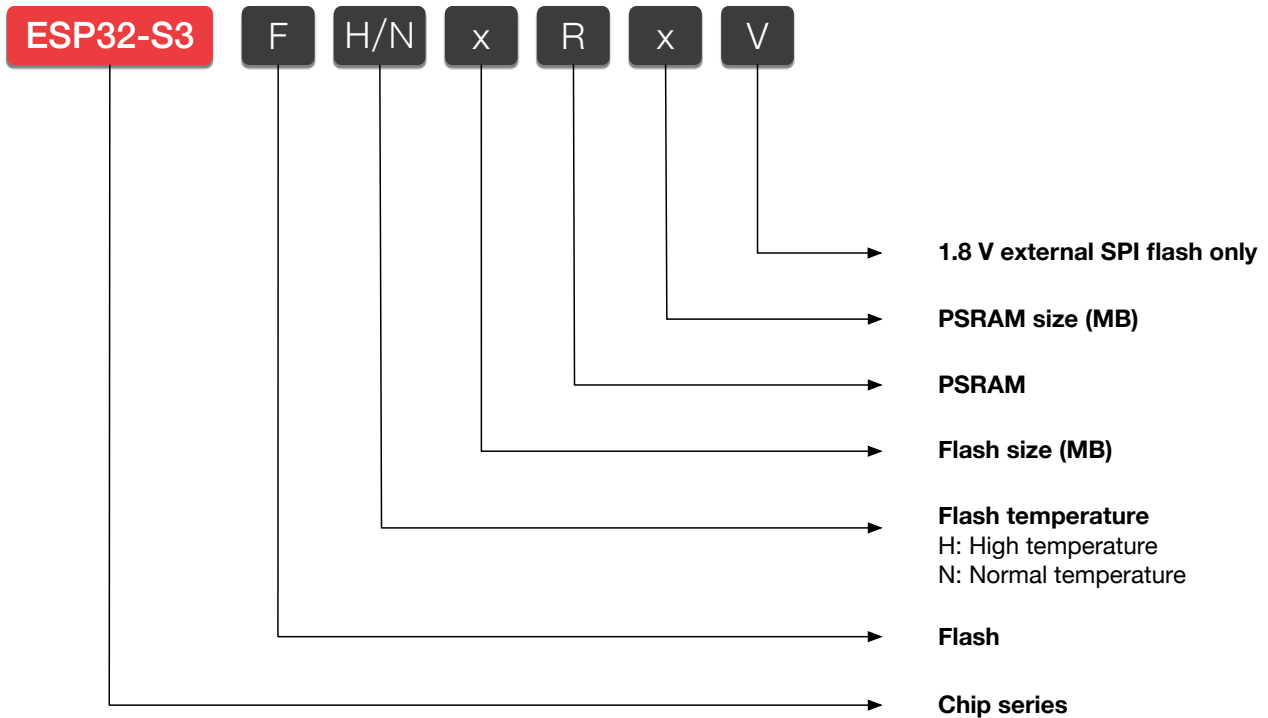 ESP32-S3 F H/N x R x V
1.8 V external SPI flash only
PSRAM size (MB)
PSRAM
Flash size (MB)
Flash temperature
H: High temperature
N: Normal temperature
Flash
Chip series